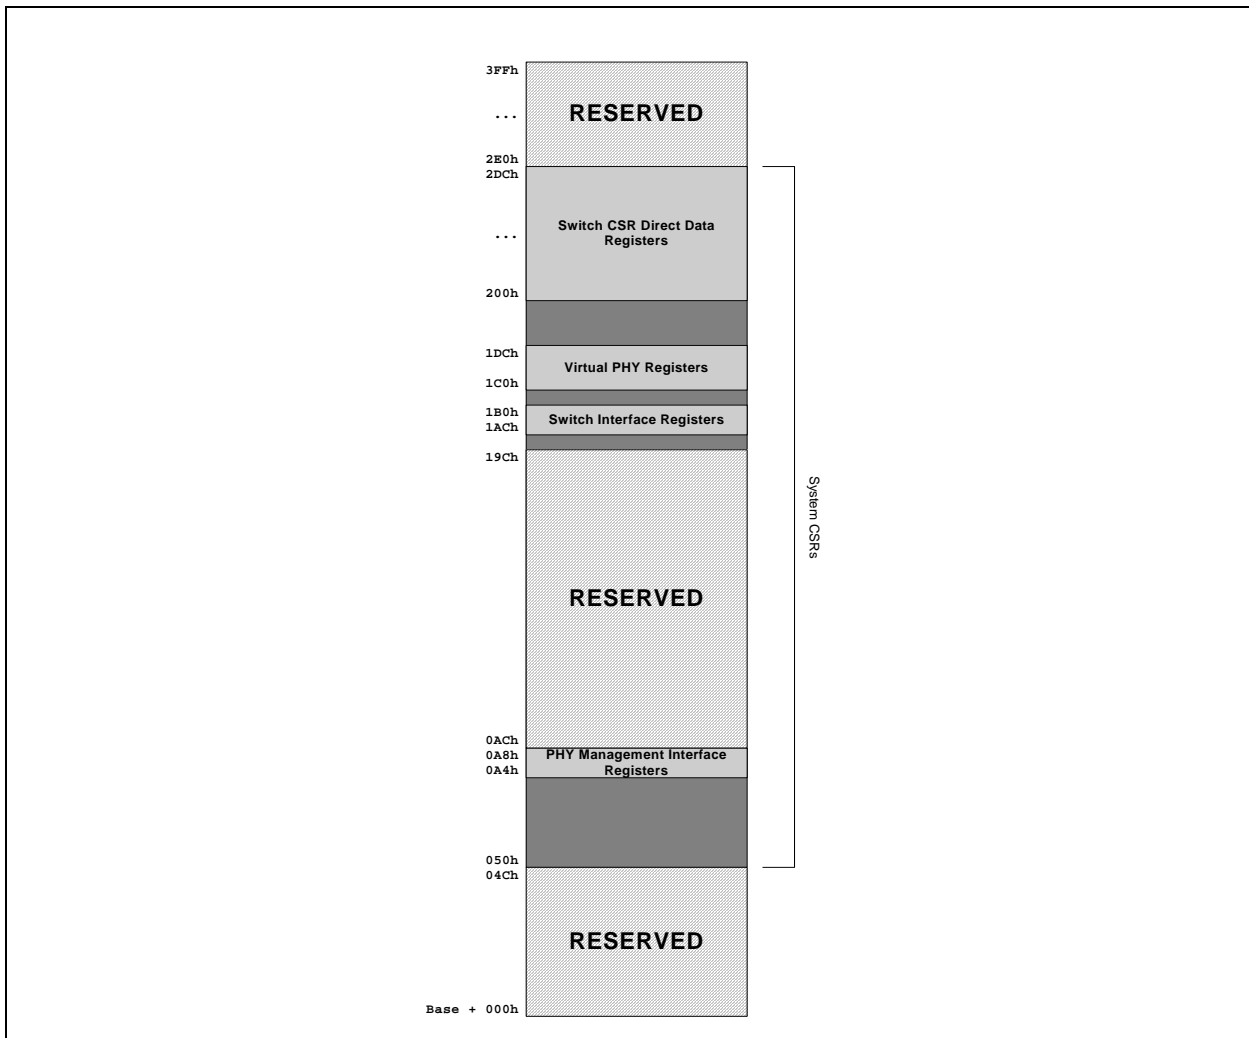 3FFh
RESERVED
...
2E0h
2DCh
Switch CSR Direct Data
Registers
...
200h
1DCh
Virtual PHY Registers
1C0h
1B0h
Switch Interface Registers
1ACh
19Ch
System CSRs
RESERVED
0ACh
0A8h
PHY Management Interface
Registers
0A4h
050h
04Ch
RESERVED
Base + 000h